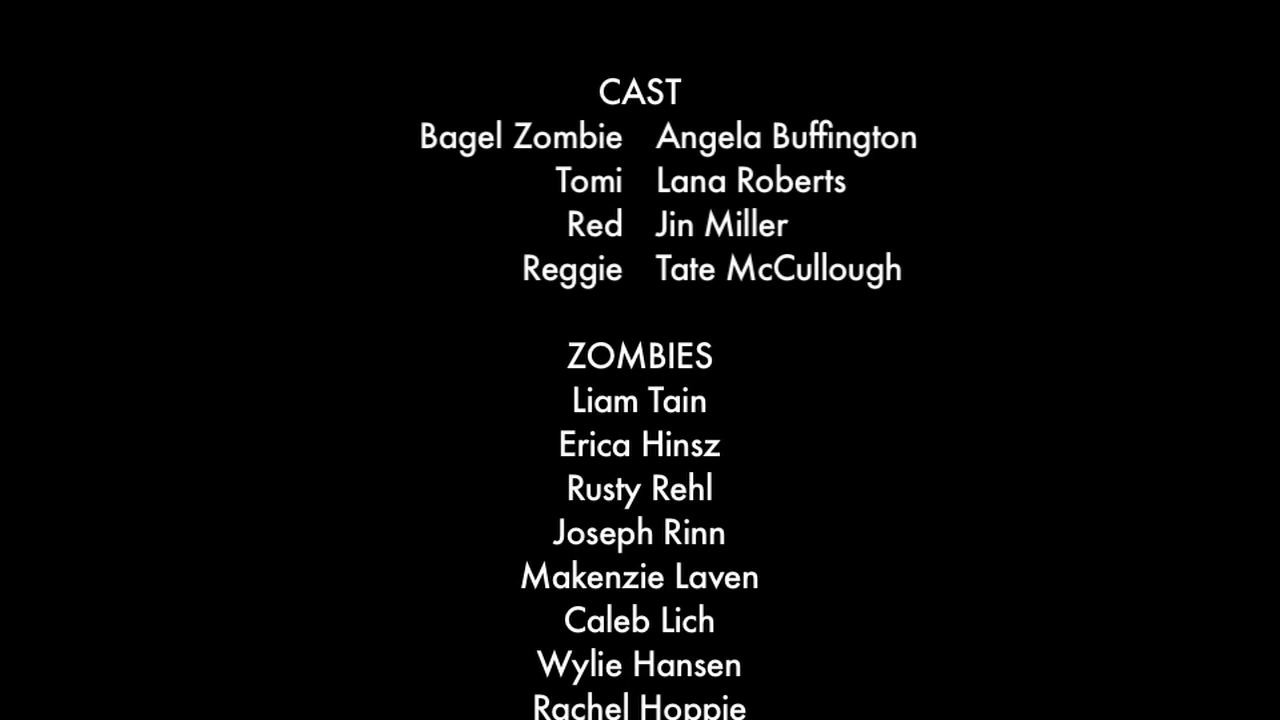 CAST
Bagel Zombie Angela Buffington
Tomi Lana Roberts
Red Jin Miller
Reggie Tate McCullough
ZOMBIES
Liam Tain
Erica Hinsz
Rusty Rehl
Joseph Rinn
Makenzie Laven
Caleb Lich
Wylie Hansen
Rachel Hoppie